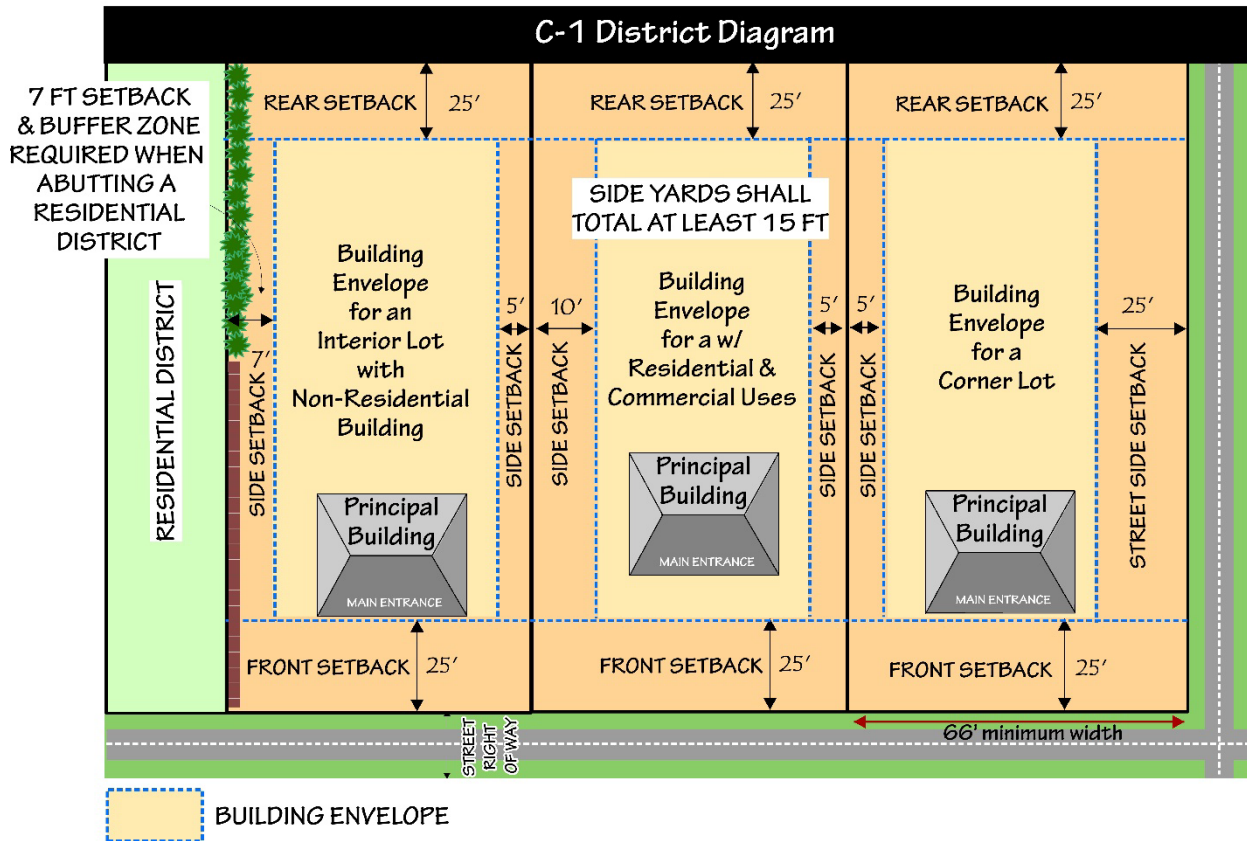 C-1 District Diagram
7 FT SETBACK
& BUFFER ZONE
REQUIRED WHEN
ABUTTING A
RESIDENTIAL
DISTRICT
REAR SETBACK 25'
REAR SETBACK 25'
REAR SETBACK 25'
RESIDENTIAL DISTRICT
7'
SIDE SETBACK
Building
Envelope
for an
Interior Lot
with
Non-Residential
Building
5'
SIDE SETBACK
10'
SIDE SETBACK
SIDE YARDS SHALL
TOTAL AT LEAST 15 FT
Building
Envelope
for a w/
Residential &
Commercial Uses
5'
SIDE SETBACK
5'
SIDE SETBACK
Building
Envelope
for a
Corner Lot
25'
STREET SIDE SETBACK
Principal
Building
MAIN ENTRANCE
Principal
Building
MAIN ENTRANCE
Principal
Building
MAIN ENTRANCE
FRONT SETBACK 25'
FRONT SETBACK 25'
FRONT SETBACK 25'
STREET
RIGHT
OF WAY
66' minimum width
BUILDING ENVELOPE